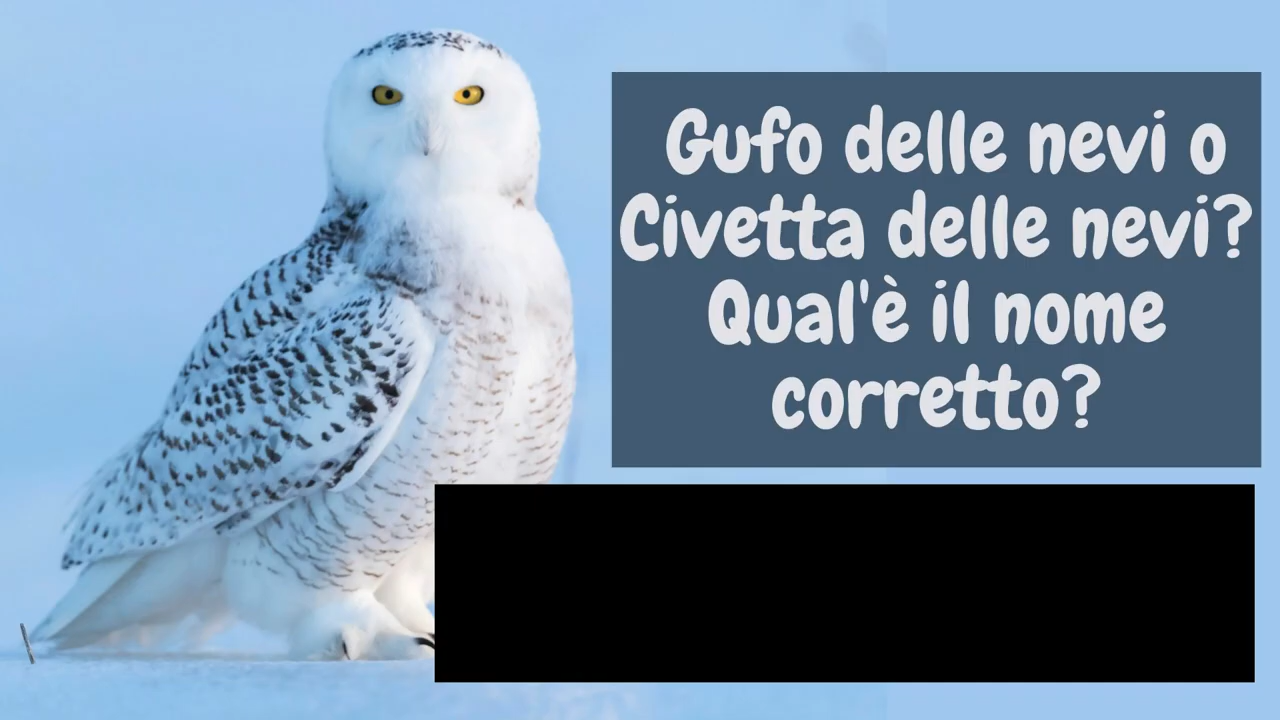 Gufo delle nevi o
Civetta delle nevi?
Qual'è il nome
corretto?